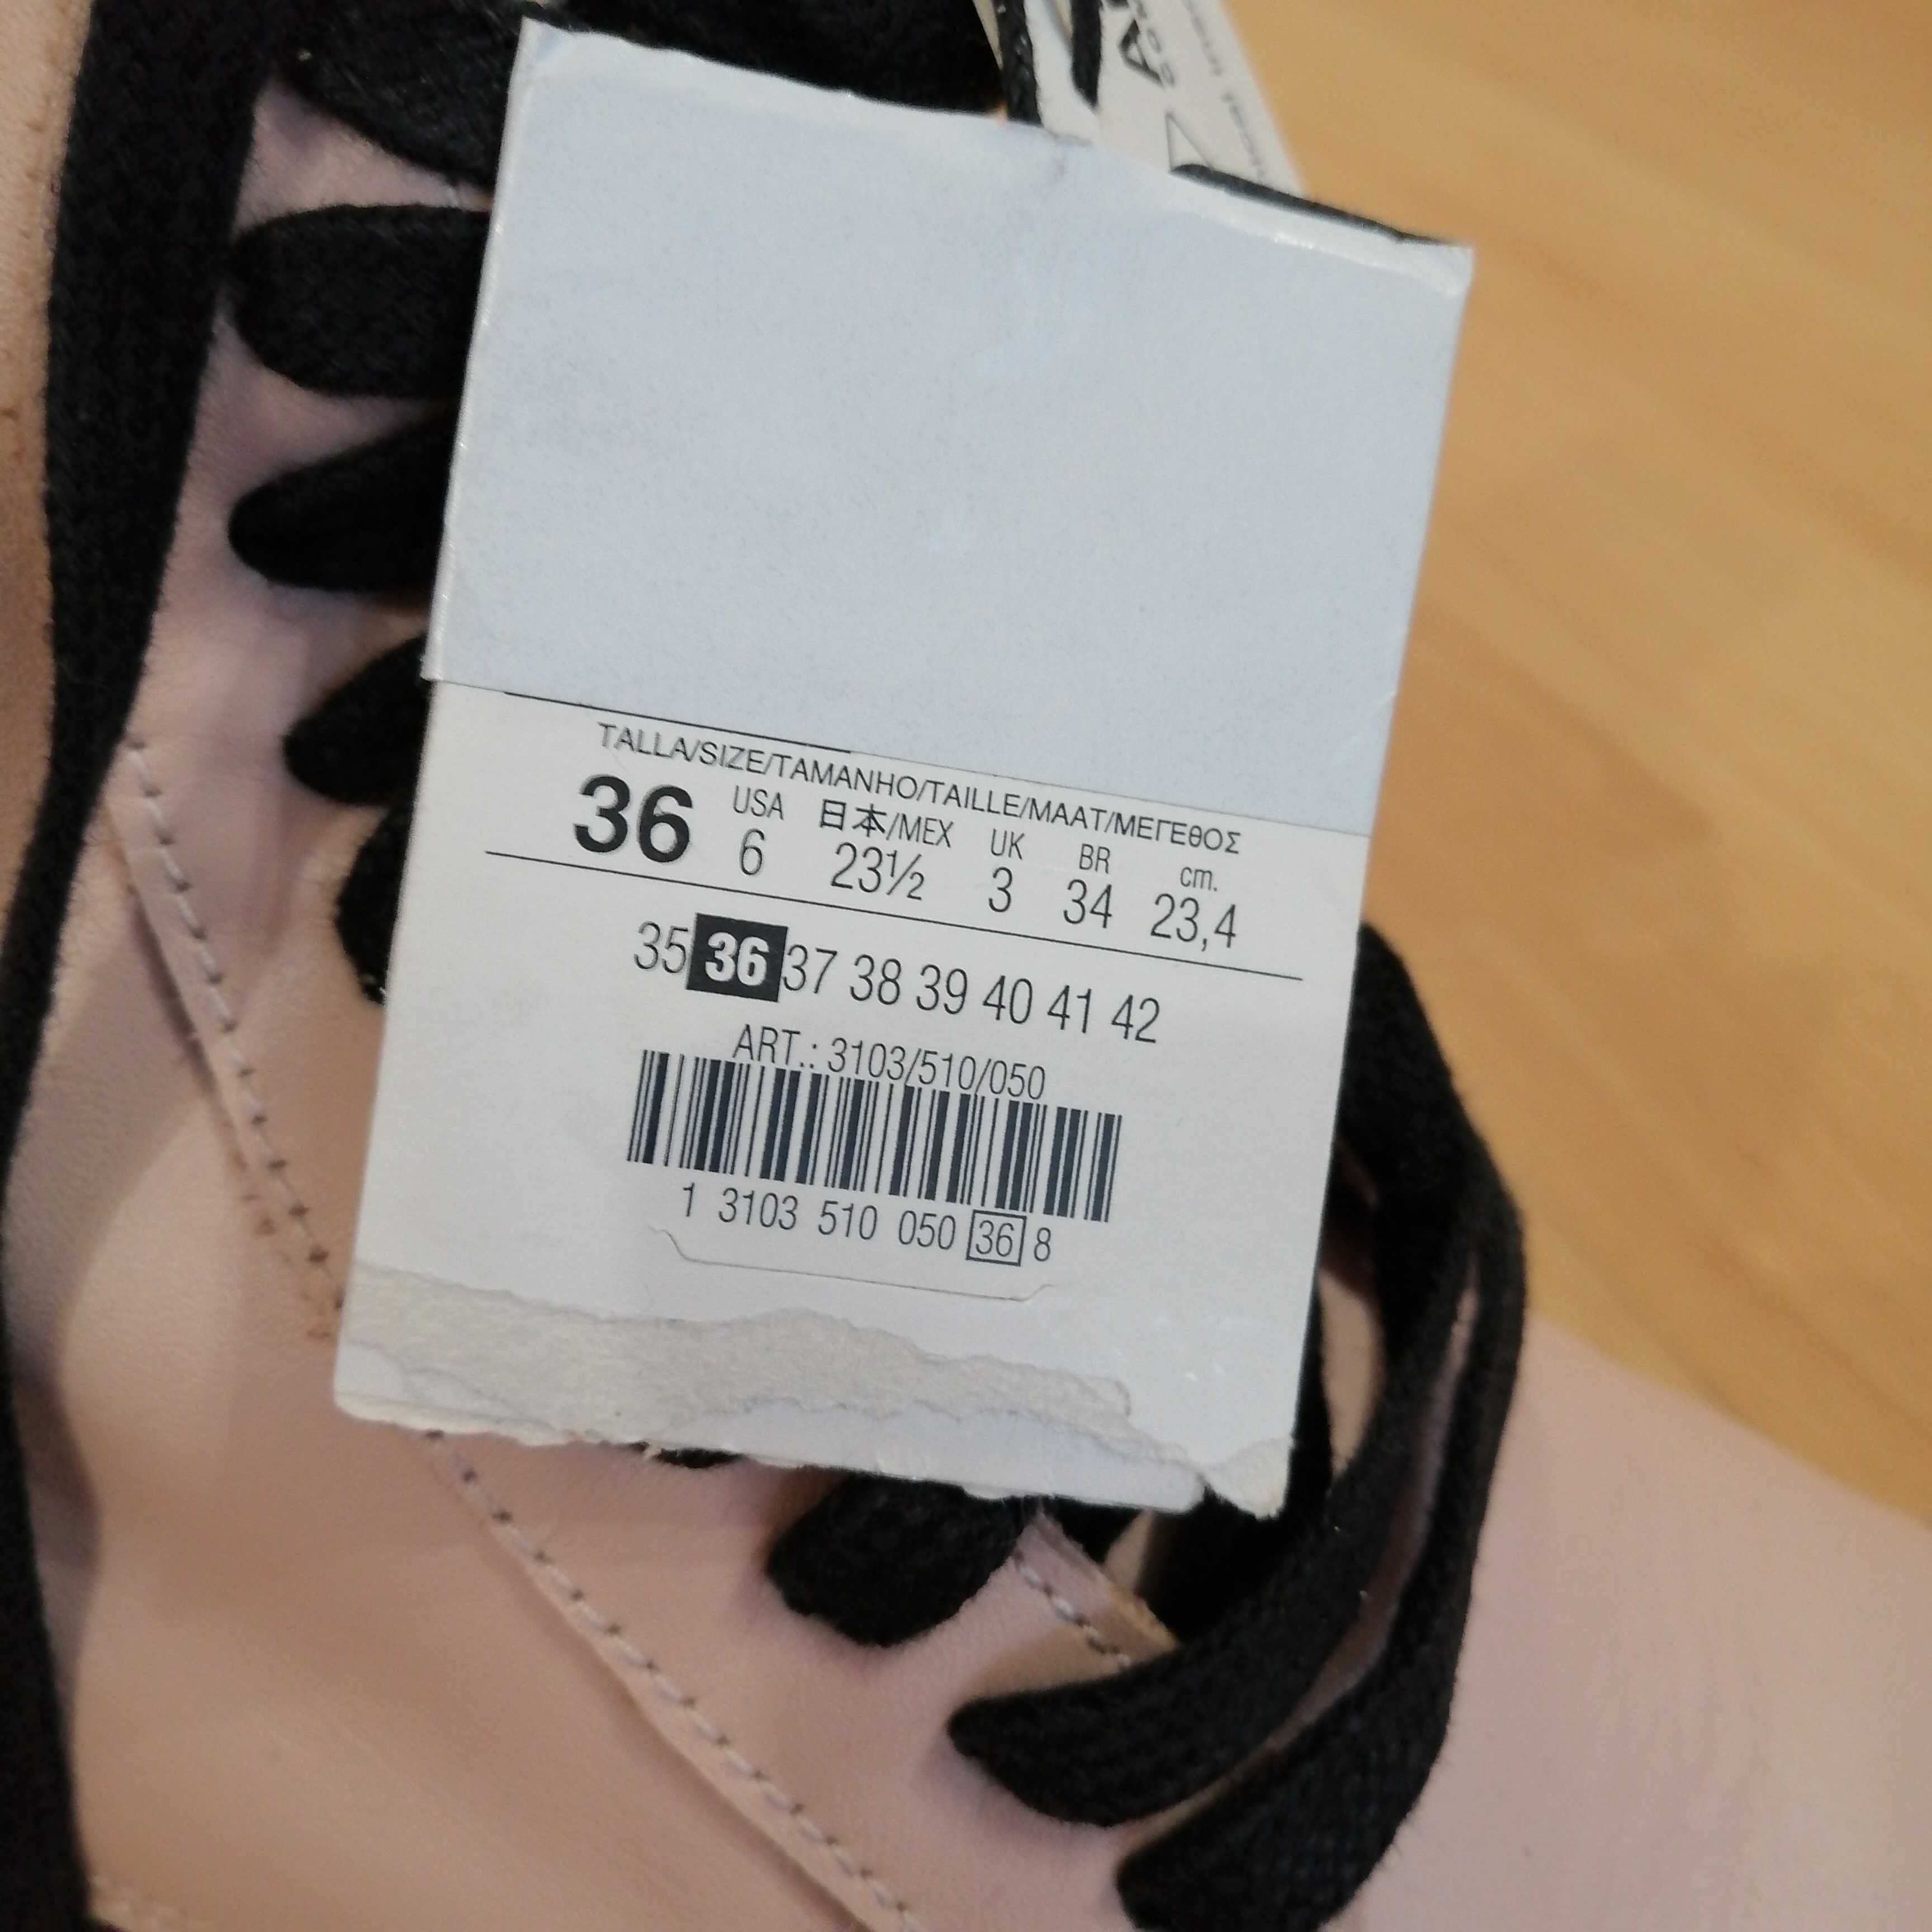 TALLA/SIZE/TAMANHO/TAILLE/MAAT/ΜΕΓΕΘΟΣ
36 USA 日本/MEX UK BR cm.
6 23½ 3 34 23,4
35 36 37 38 39 40 41 42
ART.: 3103/510/050
1 3103 510 050 36 8